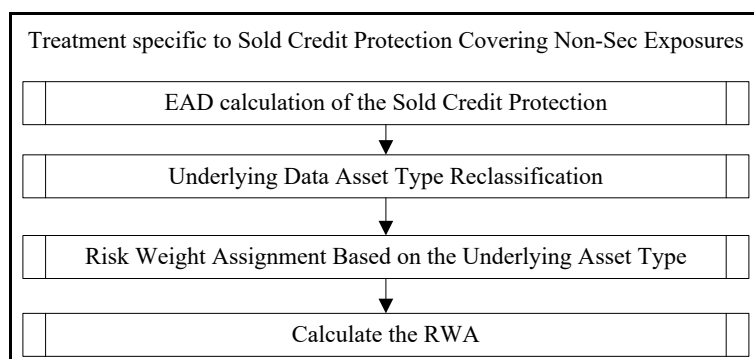 Treatment specific to Sold Credit Protection Covering Non-Sec Exposures
EAD calculation of the Sold Credit Protection
Underlying Data Asset Type Reclassification
Risk Weight Assignment Based on the Underlying Asset Type
Calculate the RWA